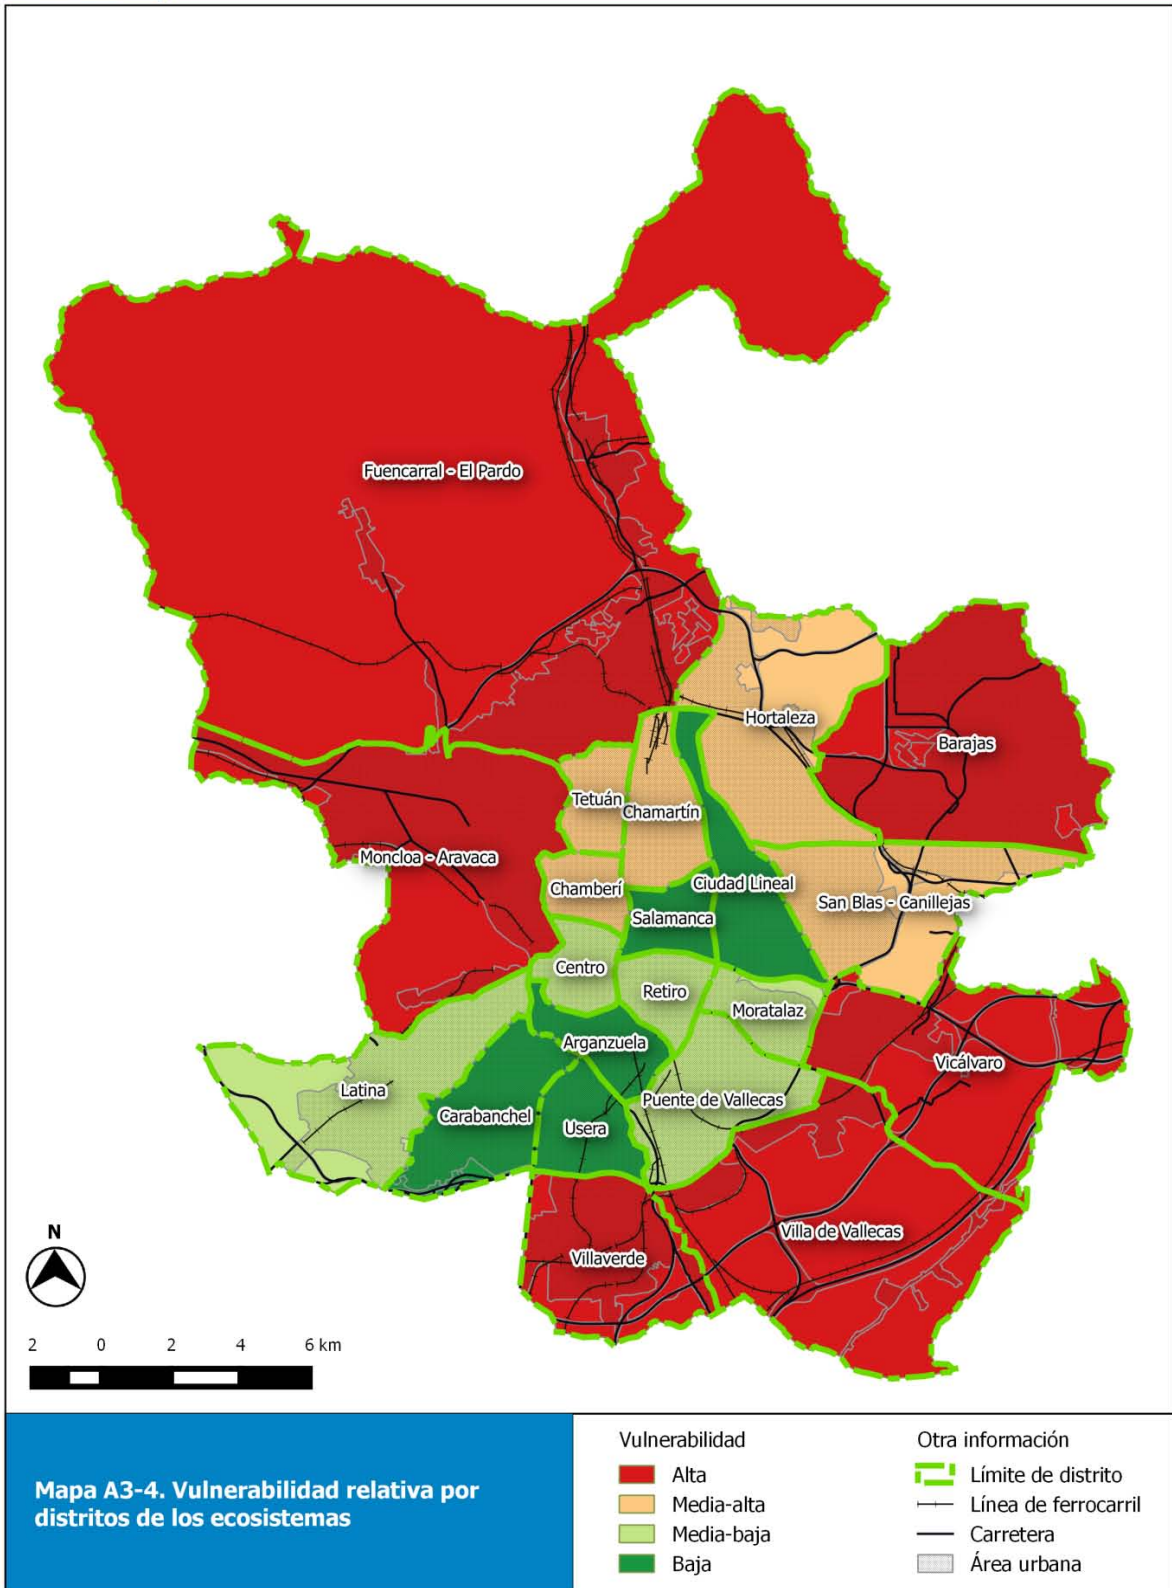 Fuencarral - El Pardo
Hortaleza
Barajas
Tetuán
Chamartín
Moncloa - Aravaca
Chamberí
Ciudad Lineal
San Blas - Canillejas
Salamanca
Centro
Retiro
Moratalaz
Arganzuela
Vicálvaro
Latina
Puente de Vallecas
Carabanchel
Usera
Villa de Vallecas
Villaverde
N
2 0 2 4 6 km
Mapa A3-4. Vulnerabilidad relativa por
distritos de los ecosistemas
Vulnerabilidad
Alta
Media-alta
Media-baja
Baja
Otra información
Límite de distrito
Línea de ferrocarril
Carretera
Área urbana